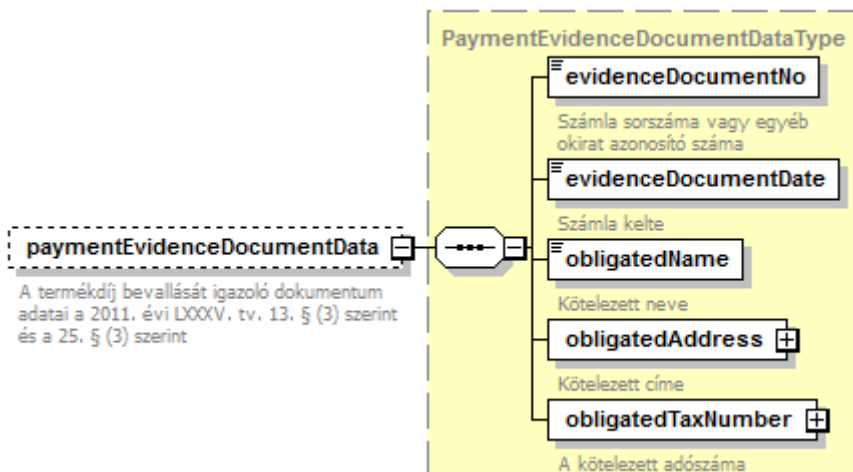 PaymentEvidenceDocumentDataType
evidenceDocumentNo
Számla sorszáma vagy egyéb
okirat azonosító száma
evidenceDocumentDate
Számla kelte
paymentEvidenceDocumentData
A termékdíj bevallását igazoló dokumentum
adatai a 2011. évi LXXXV. tv. 13. § (3) szerint
és a 25. § (3) szerint
obligatedName
Kötelezett neve
obligatedAddress
Kötelezett címe
obligatedTaxNumber
A kötelezett adószáma